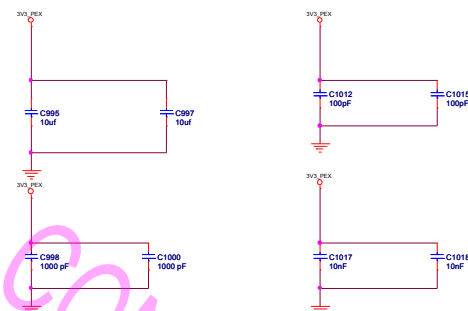 3V3_PEX
C995
10uf
C997
10uf
3V3_PEX
C1012
100pF
C1015
100pF
3V3_PEX
C998
1000 pF
C1000
1000 pF
3V3_PEX
C1017
10nF
C1018
10nF